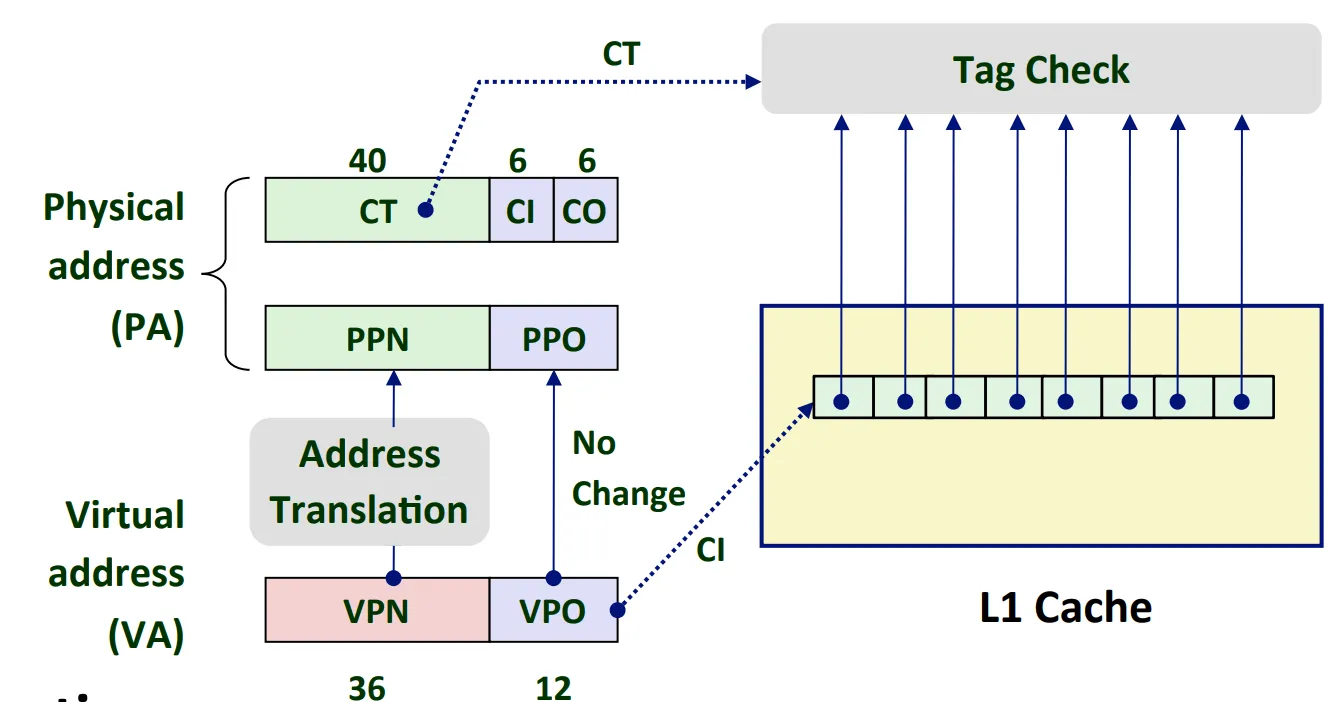 CT
Tag Check
40
6
6
Physical
address
(PA)
CT
CI
CO
PPN
PPO
Address
Translation
No
Change
Virtual
address
(VA)
CI
VPN
VPO
L1 Cache
36
12